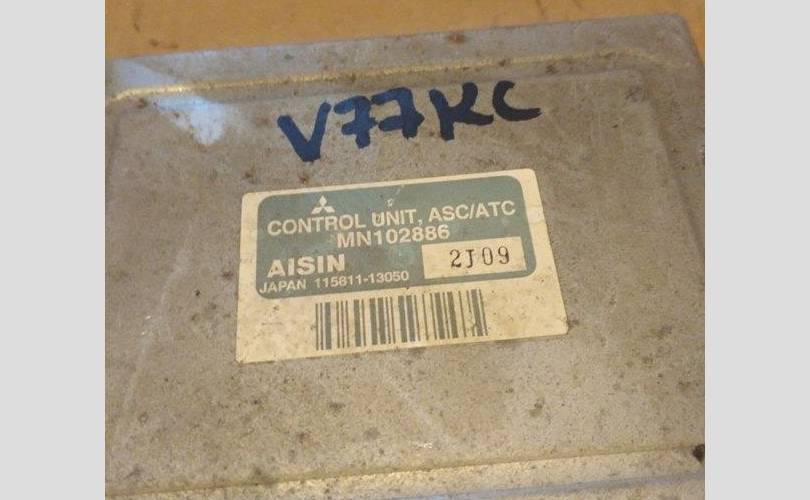 V77KC
CONTROL UNIT, ASC/ATC
MN102886
AISIN 2J09
JAPAN 115811-13050